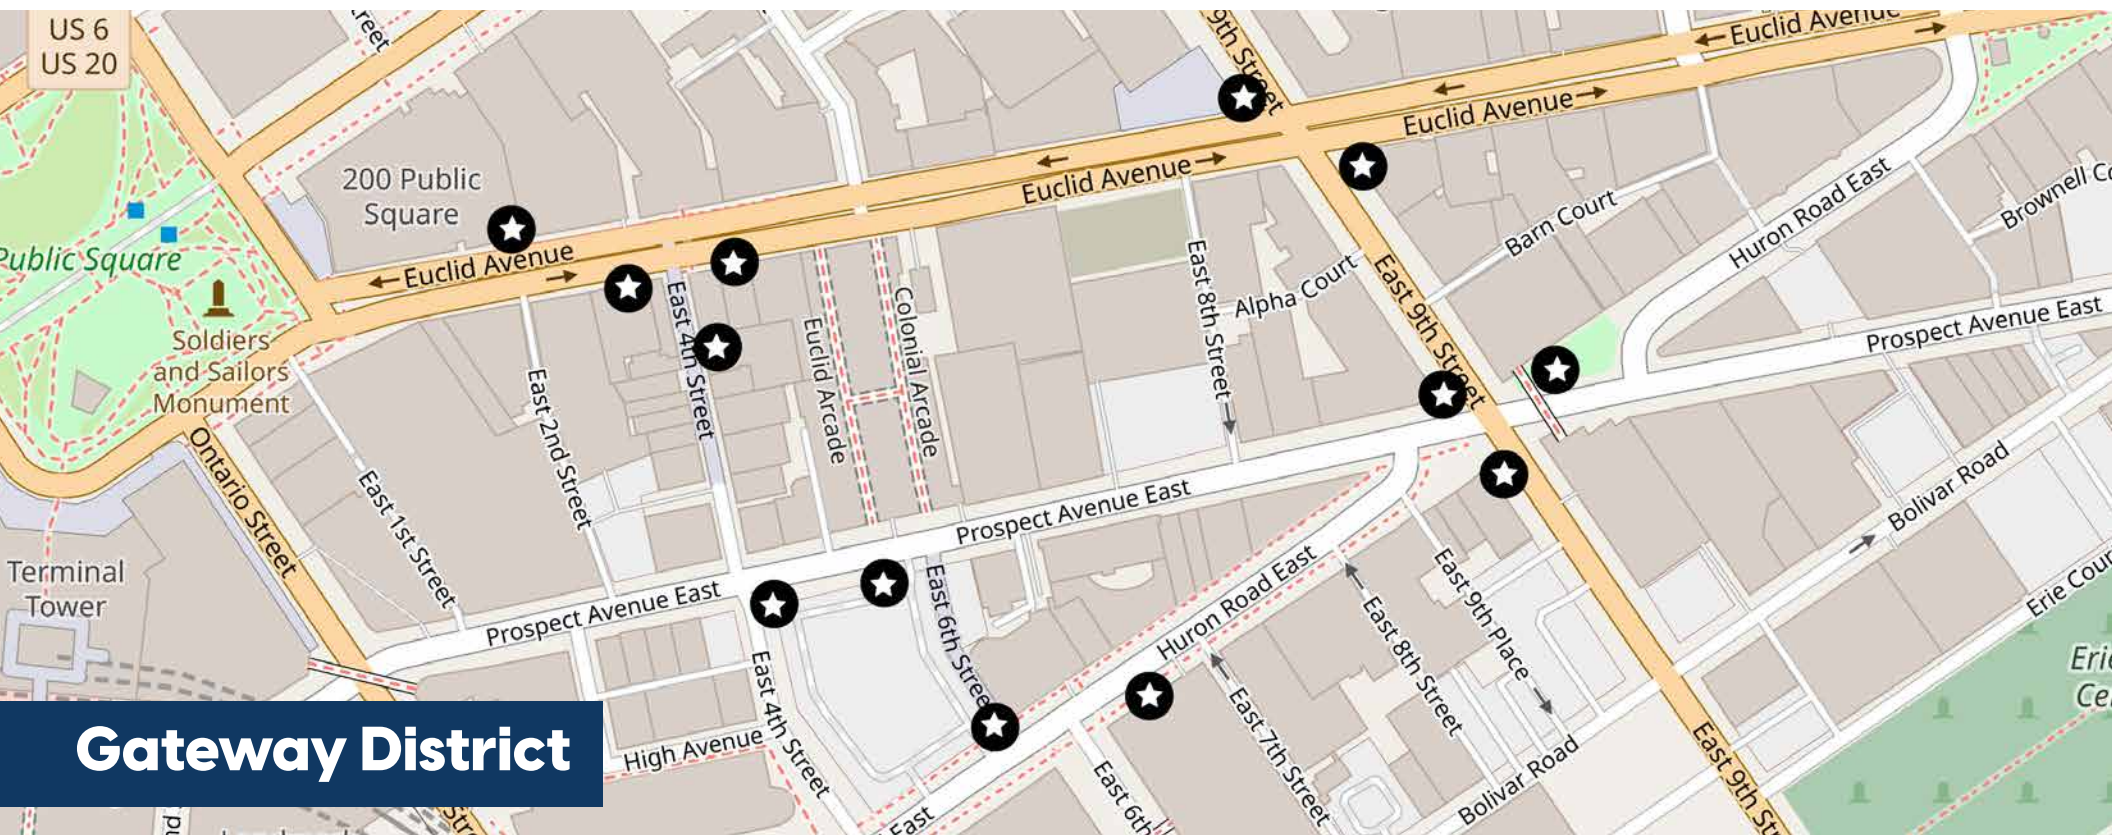 US 6
US 20
9th Street
Euclid Avenue
Euclid Avenue
200 Public
Square
Euclid Avenue
Brownell
Public Square
Euclid Avenue
Barn Court
Huron Road East
East 8th Street
Alpha Court
East 9th Street
East 4th Street
Colonial Arcade
Euclid Arcade
Prospect Avenue East
Soldiers
and Sailors
Monument
East 2nd Street
Ontario Street
East 1st Street
Prospect Avenue East
Bolivar Road
Terminal
Tower
Prospect Avenue East
East 6th Street
Huron Road East
East 9th Place
East 8th Street
Erie
East 4th Street
High Avenue
East 7th Street
East 9th
Gateway District
East 6th
Bolivar Road
East